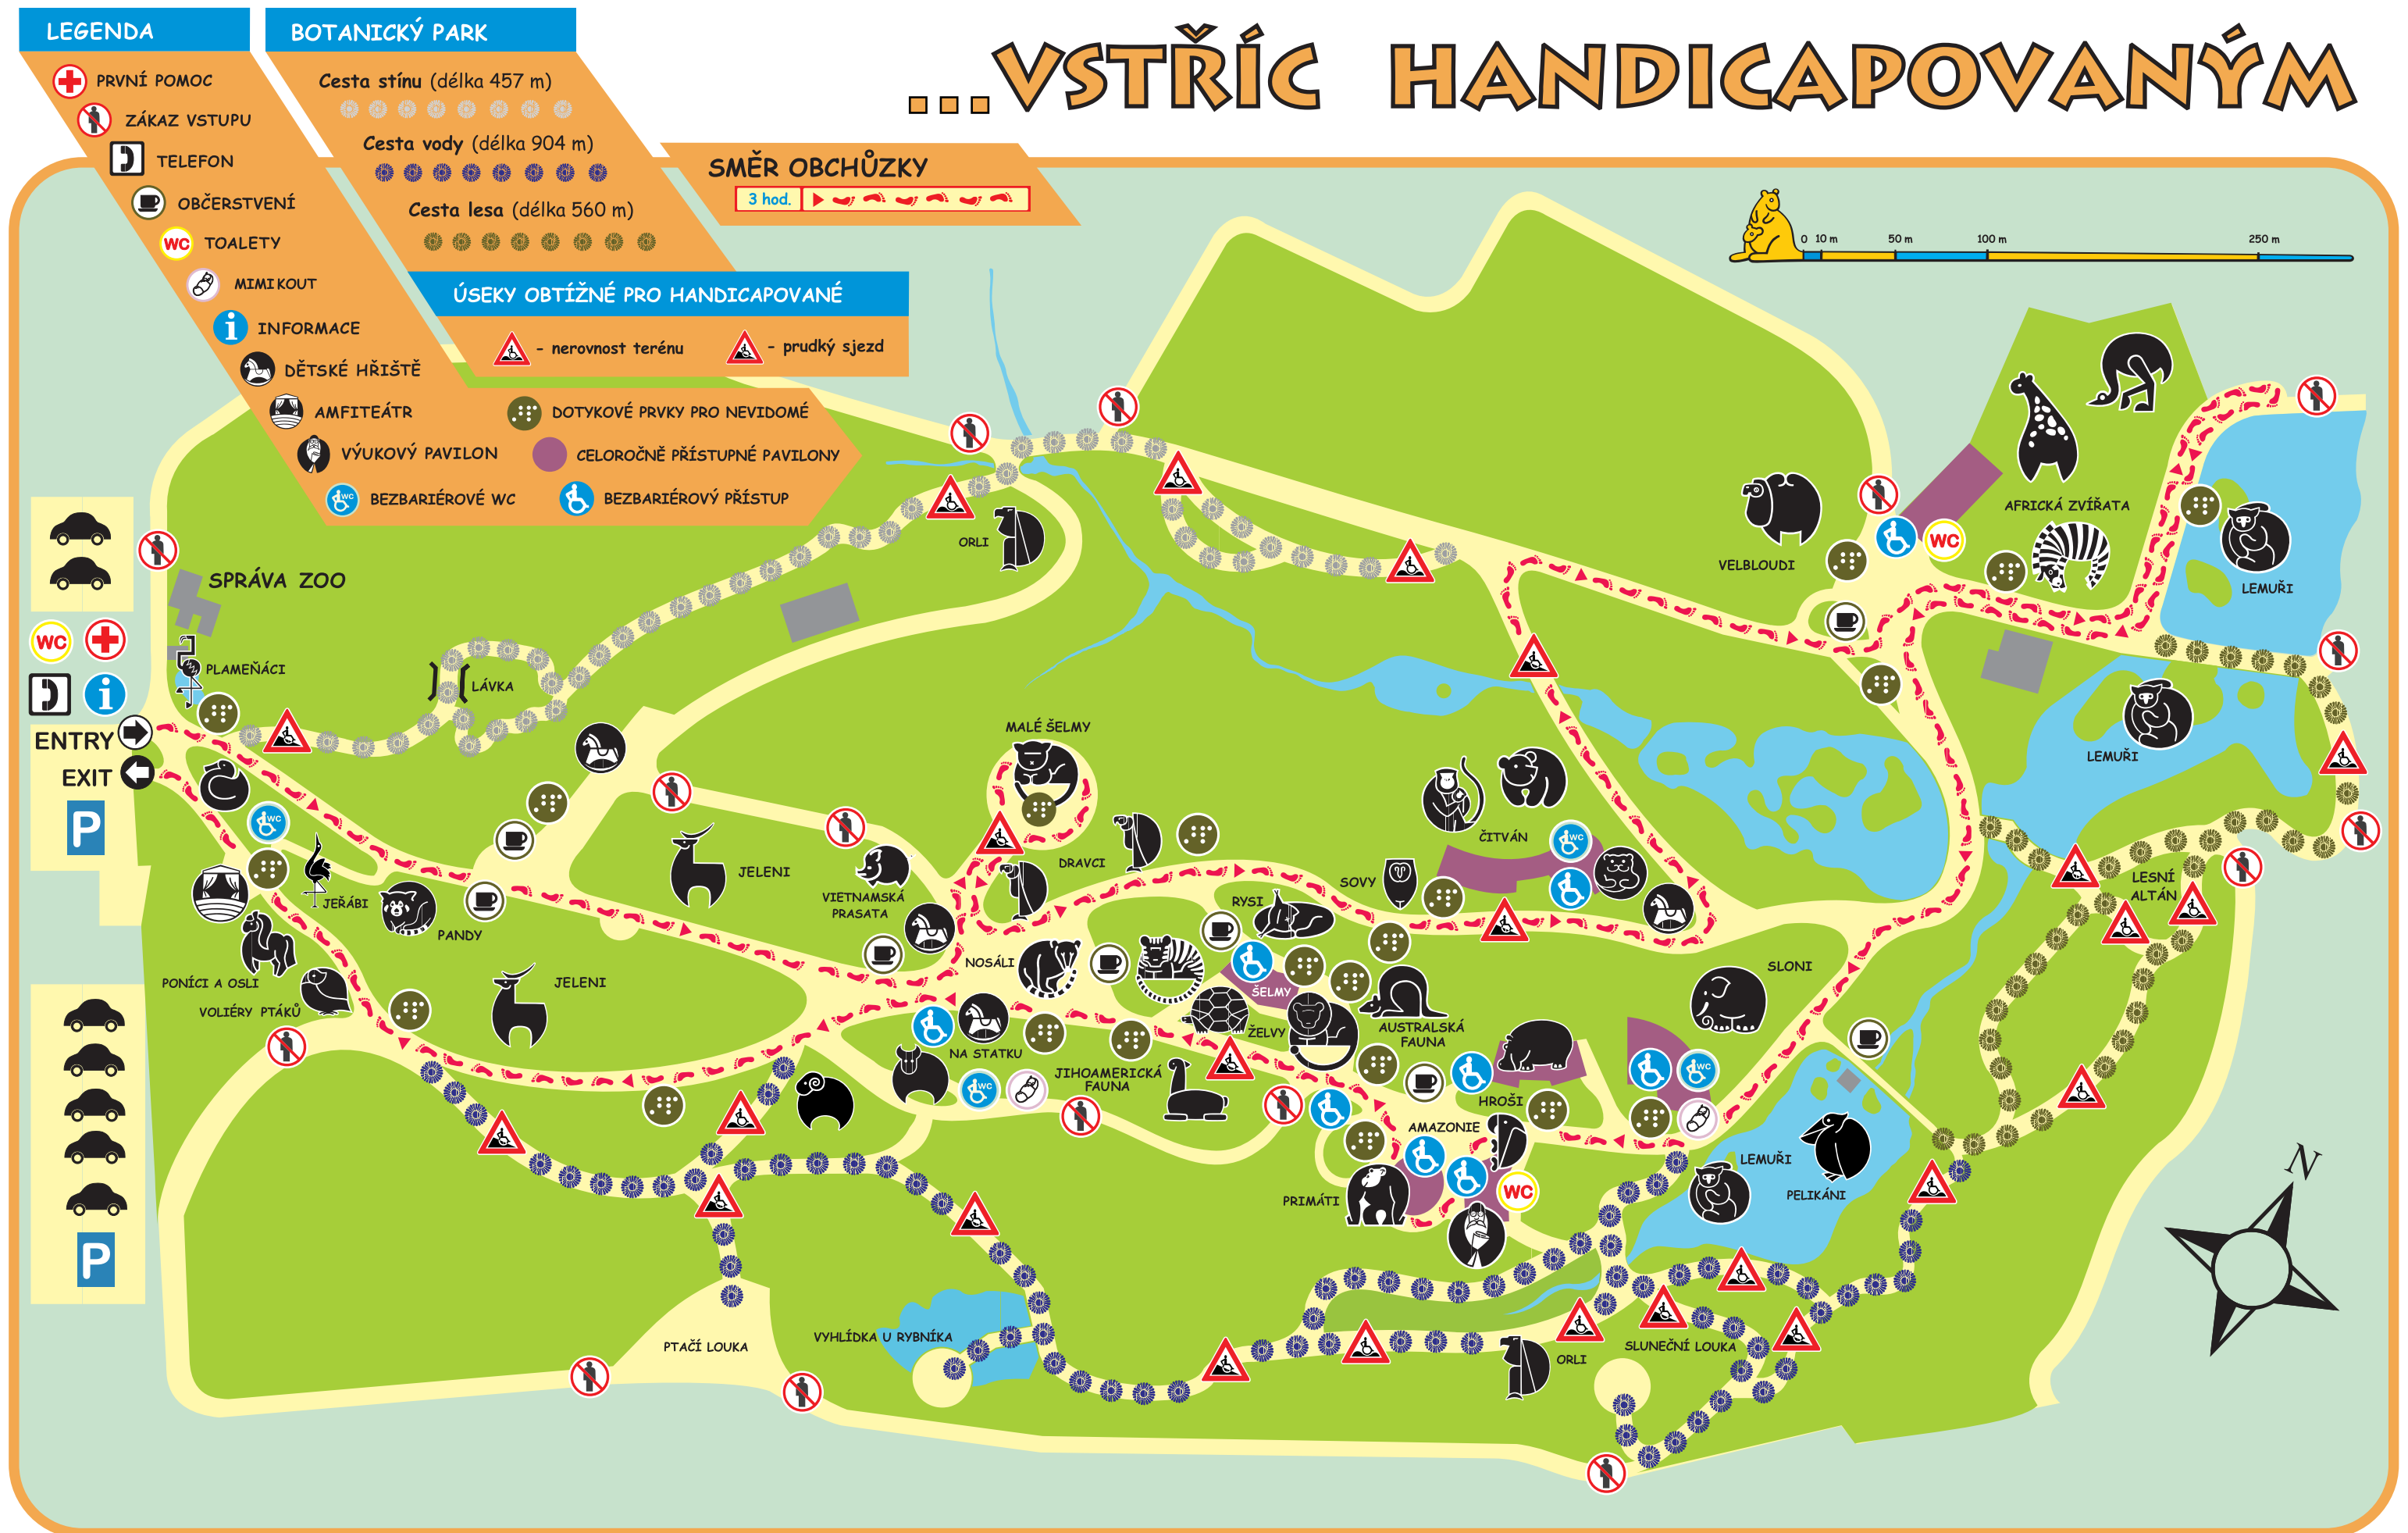 ...VSTŘÍC HANDICAPOVANÝM
LEGENDA
PRVNÍ POMOC
ZÁKAZ VSTUPU
TELEFON
OBČERSTVENÍ
WC TOALETY
MIMIKOUT
i INFORMACE
DĚTSKÉ HŘIŠTĚ
AMFITEÁTR
VÝUKOVÝ PAVILON
WC BEZBARIÉROVÉ WC
DOTYKOVÉ PRVKY PRO NEVIDOMÉ
CELOROČNĚ PŘÍSTUPNÉ PAVILONY
BEZBARIÉROVÝ PŘÍSTUP
BOTANICKÝ PARK
Cesta stínu (délka 457 m)
Cesta vody (délka 904 m)
Cesta lesa (délka 560 m)
ÚSEKY OBTÍŽNÉ PRO HANDICAPOVANÉ
- nerovnost terénu
- prudký sjezd
SMĚR OBCHŮZKY
3 hod.
0 10 m 50 m 100 m 250 m
ORLI
VELBLOUDI
WC
AFRICKÁ ZVÍŘATA
LEMUŘI
SPRÁVA ZOO
WC
i
PLAMEŇÁCI
LÁVKA
ENTRY
EXIT
P
MALÉ ŠELMY
LEMUŘI
WC
JEŘÁBI
PANDY
JELENI
VIETNAMSKÁ
PRASATA
DRAVCI
SOVY
ČITVÁN
WC
RYSI
LESNÍ
ALTÁN
PONÍCI A OSLI
VOLIÉRY PTÁKŮ
JELENI
NOSÁLI
ŠELMY
ŽELVY
AUSTRALSKÁ
FAUNA
SLONI
NA STATKU
WC
JIHOAMERICKÁ
FAUNA
HROŠI
WC
AMAZONIE
PRIMÁTI
WC
LEMUŘI
PELIKÁNI
N
P
PTAČÍ LOUKA
VYHLÍDKA U RYBNÍKA
ORLI
SLUNEČNÍ LOUKA